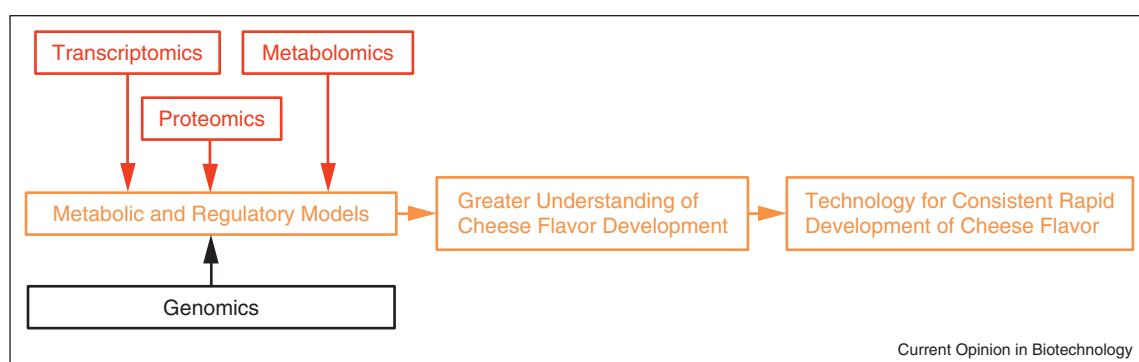 Transcriptomics
Metabolomics
Proteomics
Metabolic and Regulatory Models
Greater Understanding of
Cheese Flavor Development
Technology for Consistent Rapid
Development of Cheese Flavor
Genomics
Current Opinion in Biotechnology